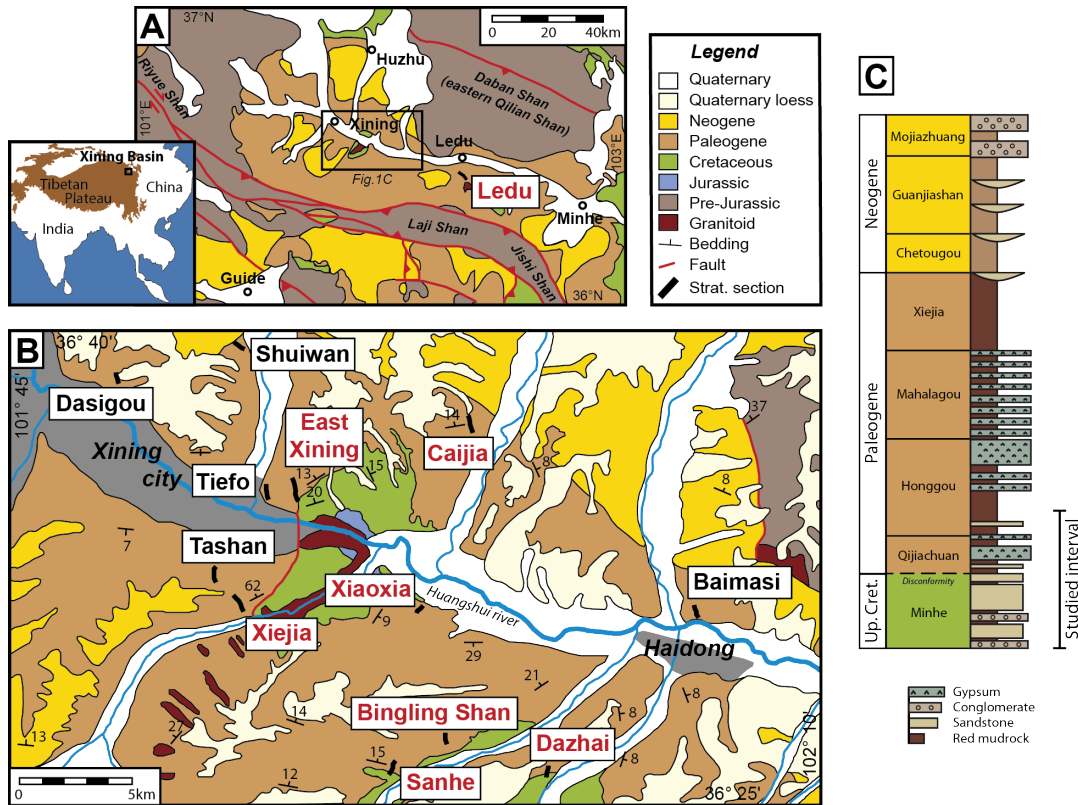 A
37°N
0 20 40km
Huzhu
Riyue Shan
101°E
Daban Shan
(eastern Qilian Shan)
Xining
Ledu
103°E
Fig.1C
Ledu
Minhe
Laji Shan
Jishi Shan
Guide
36°N
Xining Basin
Tibetan
Plateau
China
India
Legend
Quaternary
Quaternary loess
Neogene
Paleogene
Cretaceous
Jurassic
Pre-Jurassic
Granitoid
Bedding
Fault
Strat. section
B
36° 40'
101° 45'
Shuiwan
Dasigou
Xining
city
East
Xining
Caijia
14
37
8
8
15
13
20
Tiefo
7
Tashan
62
Xiaoxia
Huangshui river
Baimasi
Xiejia
9
29
Haidong
21
8
14
Bingling Shan
8
27
13
Dazhai
15
8
12
Sanhe
102° 10'
36° 25'
0 5km
C
Neogene
Mojiazhuang
Guanjiashan
Chetougou
Paleogene
Xiejia
Mahalagou
Honggou
Qijiachuan
Up.Cret.
Disconformity
Minhe
Studied interval
Gypsum
Conglomerate
Sandstone
Red mudrock